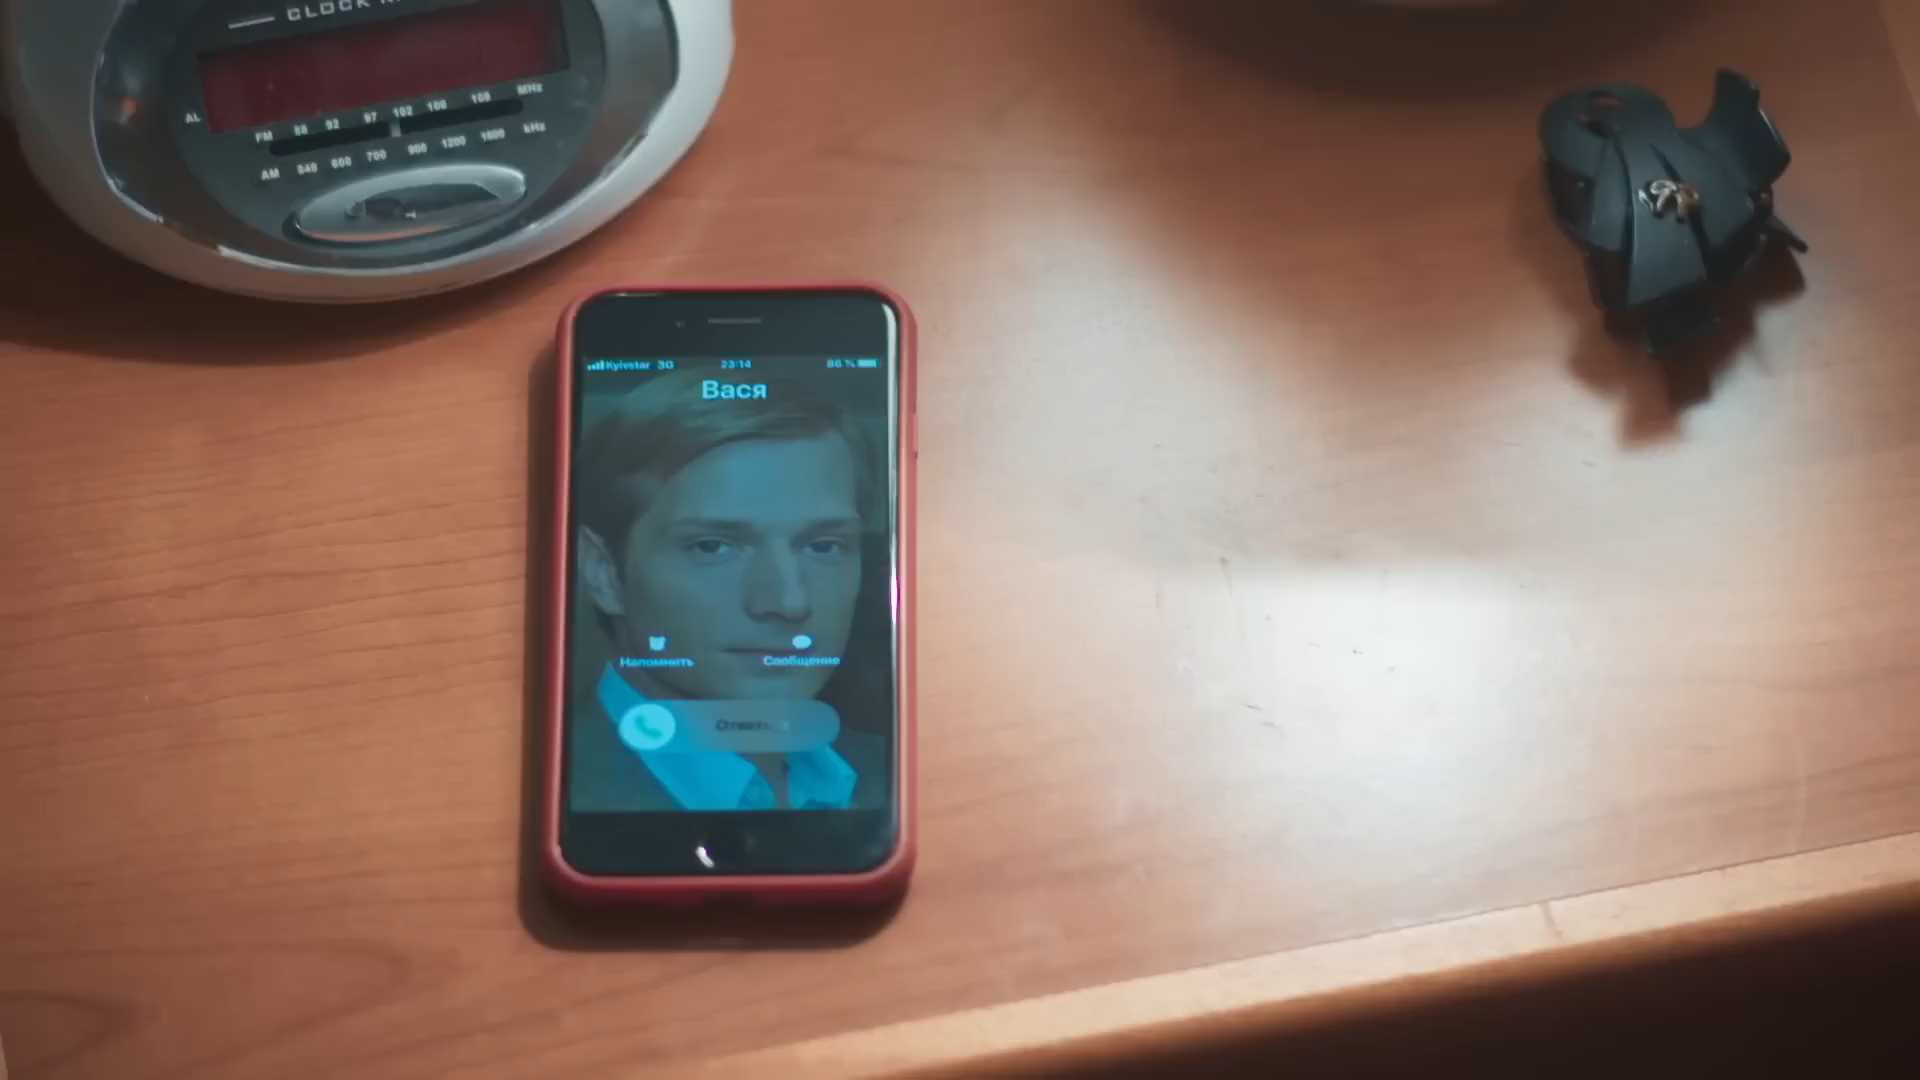 CLOCK
AL
FM 88 92 97 102 106 108 MHz
AM 540 600 700 900 1200 1600 kHz
Kyivstar 3G 23:14 86 %
Вася
Напомнить Сообщение